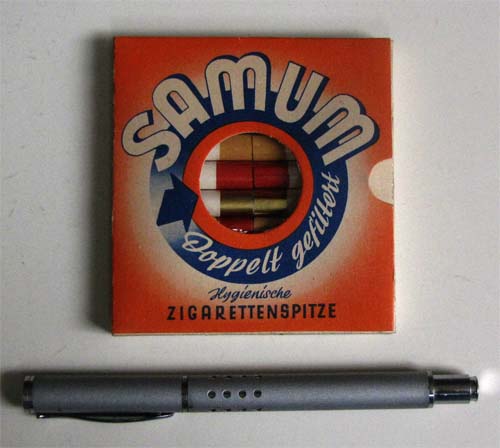 SAMUM
Doppelt gefiltert
Hygienische
ZIGARETTENSPITZE